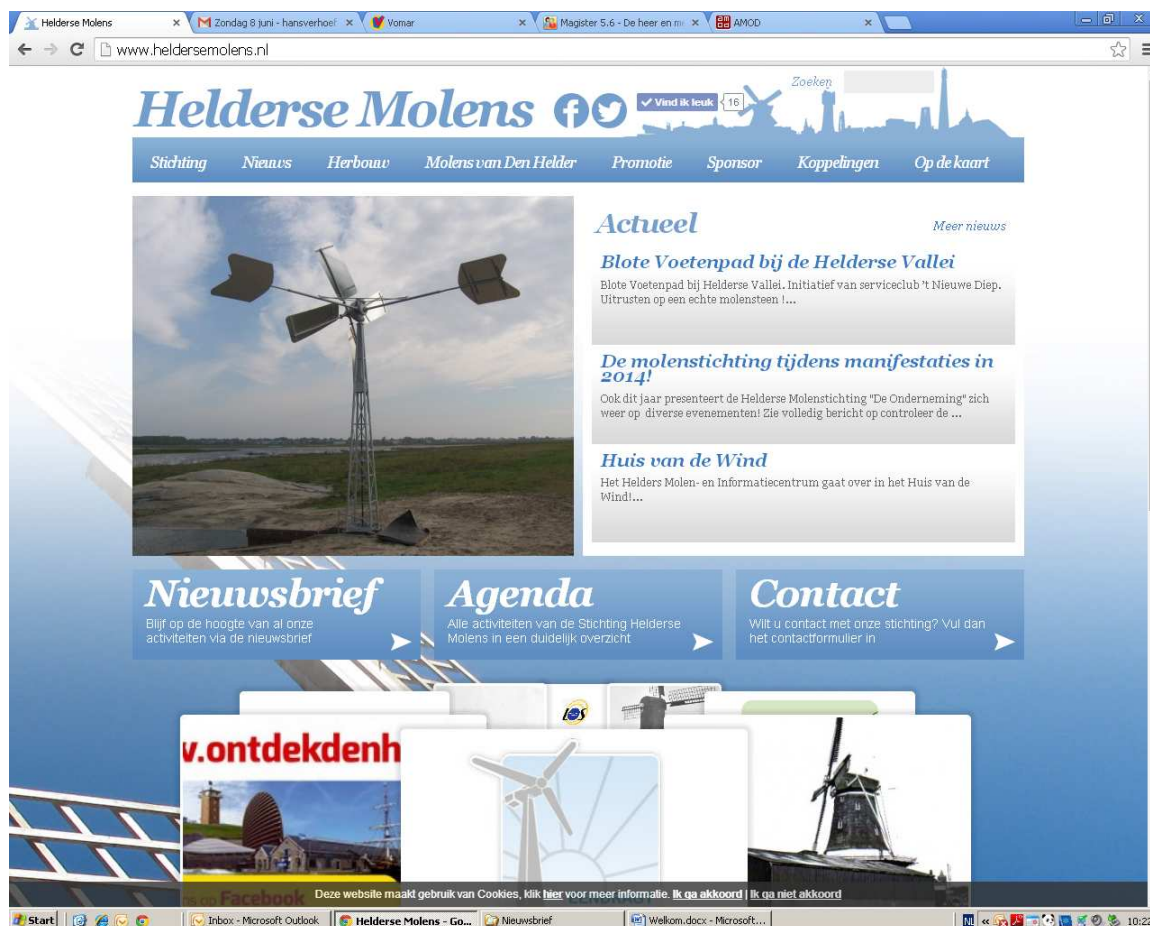 Helderse Molens
Zondag 8 juni - hansverhoef
Vomar
Magister 5.6 - De heer en m
AMOD
www.heldersemolens.nl
Zoeken
Helderse Molens
Vind ik leuk 16
Stichting Nieuws Herbouw Molens van Den Helder Promotie Sponsor Koppelingen Op de kaart
Actueel
Meer nieuws
Blote Voetenpad bij de Helderse Vallei
Blote Voetenpad bij Helderse Vallei. Initiatief van serviceclub 't Nieuwe Diep.
Uitrusten op een echte molensteen !...
De molenstichting tijdens manifestaties in
2014!
Ook dit jaar presenteert de Helderse Molenstichting "De Onderneming" zich
weer op diverse evenementen! Zie volledig bericht op controleer de ...
Huis van de Wind
Het Helders Molen- en Informatiecentrum gaat over in het Huis van de
Wind!...
Nieuwsbrief
Blijf op de hoogte van al onze
activiteiten via de nieuwsbrief
Agenda
Alle activiteiten van de Stichting Helderse
Molens in een duidelijk overzicht
Contact
Wilt u contact met onze stichting? Vul dan
het contactformulier in
v.ontdekdenh
Facebook
Deze website maakt gebruik van Cookies, klik hier voor meer informatie. Ik ga akkoord | Ik ga niet akkoord
Start
Inbox - Microsoft Outlook
Helderse Molens - Go...
Nieuwsbrief
Welkom.docx - Microsoft...
NL
10:22